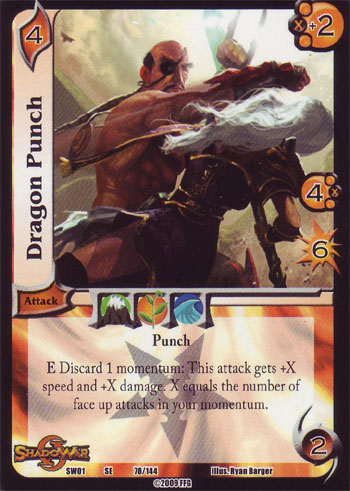 4
X +2
Dragon Punch
4
6
Attack
Punch
E Discard 1 momentum: This attack gets +X
speed and +X damage. X equals the number of
face up attacks in your momentum.
2
SHADOWAR
SW01 SE 78/144 Illus. Ryan Barger
©2009 FFG